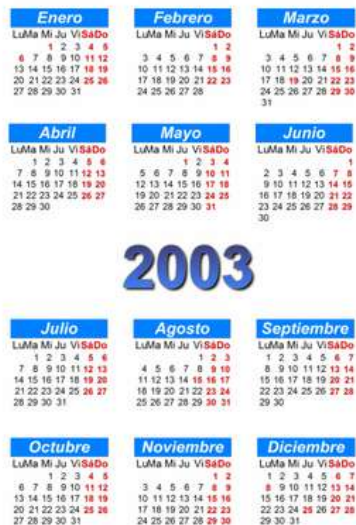 Enero
LuMa Mi Ju ViSáDo
1 2 3 4 5
6 7 8 9 10 11 12
13 14 15 16 17 18 19
20 21 22 23 24 25 26
27 28 29 30 31
Febrero
LuMa Mi Ju ViSáDo
1 2
3 4 5 6 7 8 9
10 11 12 13 14 15 16
17 18 19 20 21 22 23
24 25 26 27 28
Marzo
LuMa Mi Ju ViSáDo
1 2
3 4 5 6 7 8 9
10 11 12 13 14 15 16
17 18 19 20 21 22 23
24 25 26 27 28 29 30
31
Abril
LuMa Mi Ju ViSáDo
1 2 3 4 5 6
7 8 9 10 11 12 13
14 15 16 17 18 19 20
21 22 23 24 25 26 27
28 29 30
Mayo
LuMa Mi Ju ViSáDo
1 2 3 4
5 6 7 8 9 10 11
12 13 14 15 16 17 18
19 20 21 22 23 24 25
26 27 28 29 30 31
Junio
LuMa Mi Ju ViSáDo
1
2 3 4 5 6 7 8
9 10 11 12 13 14 15
16 17 18 19 20 21 22
23 24 25 26 27 28 29
30
2003
Julio
LuMa Mi Ju ViSáDo
1 2 3 4 5 6
7 8 9 10 11 12 13
14 15 16 17 18 19 20
21 22 23 24 25 26 27
28 29 30 31
Agosto
LuMa Mi Ju ViSáDo
1 2 3
4 5 6 7 8 9 10
11 12 13 14 15 16 17
18 19 20 21 22 23 24
25 26 27 28 29 30 31
Septiembre
LuMa Mi Ju ViSáDo
1 2 3 4 5 6 7
8 9 10 11 12 13 14
15 16 17 18 19 20 21
22 23 24 25 26 27 28
29 30
Octubre
LuMa Mi Ju ViSáDo
1 2 3 4 5
6 7 8 9 10 11 12
13 14 15 16 17 18 19
20 21 22 23 24 25 26
27 28 29 30 31
Noviembre
LuMa Mi Ju ViSáDo
1 2
3 4 5 6 7 8 9
10 11 12 13 14 15 16
17 18 19 20 21 22 23
24 25 26 27 28 29 30
Diciembre
LuMa Mi Ju ViSáDo
1 2 3 4 5 6 7
8 9 10 11 12 13 14
15 16 17 18 19 20 21
22 23 24 25 26 27 28
29 30 31